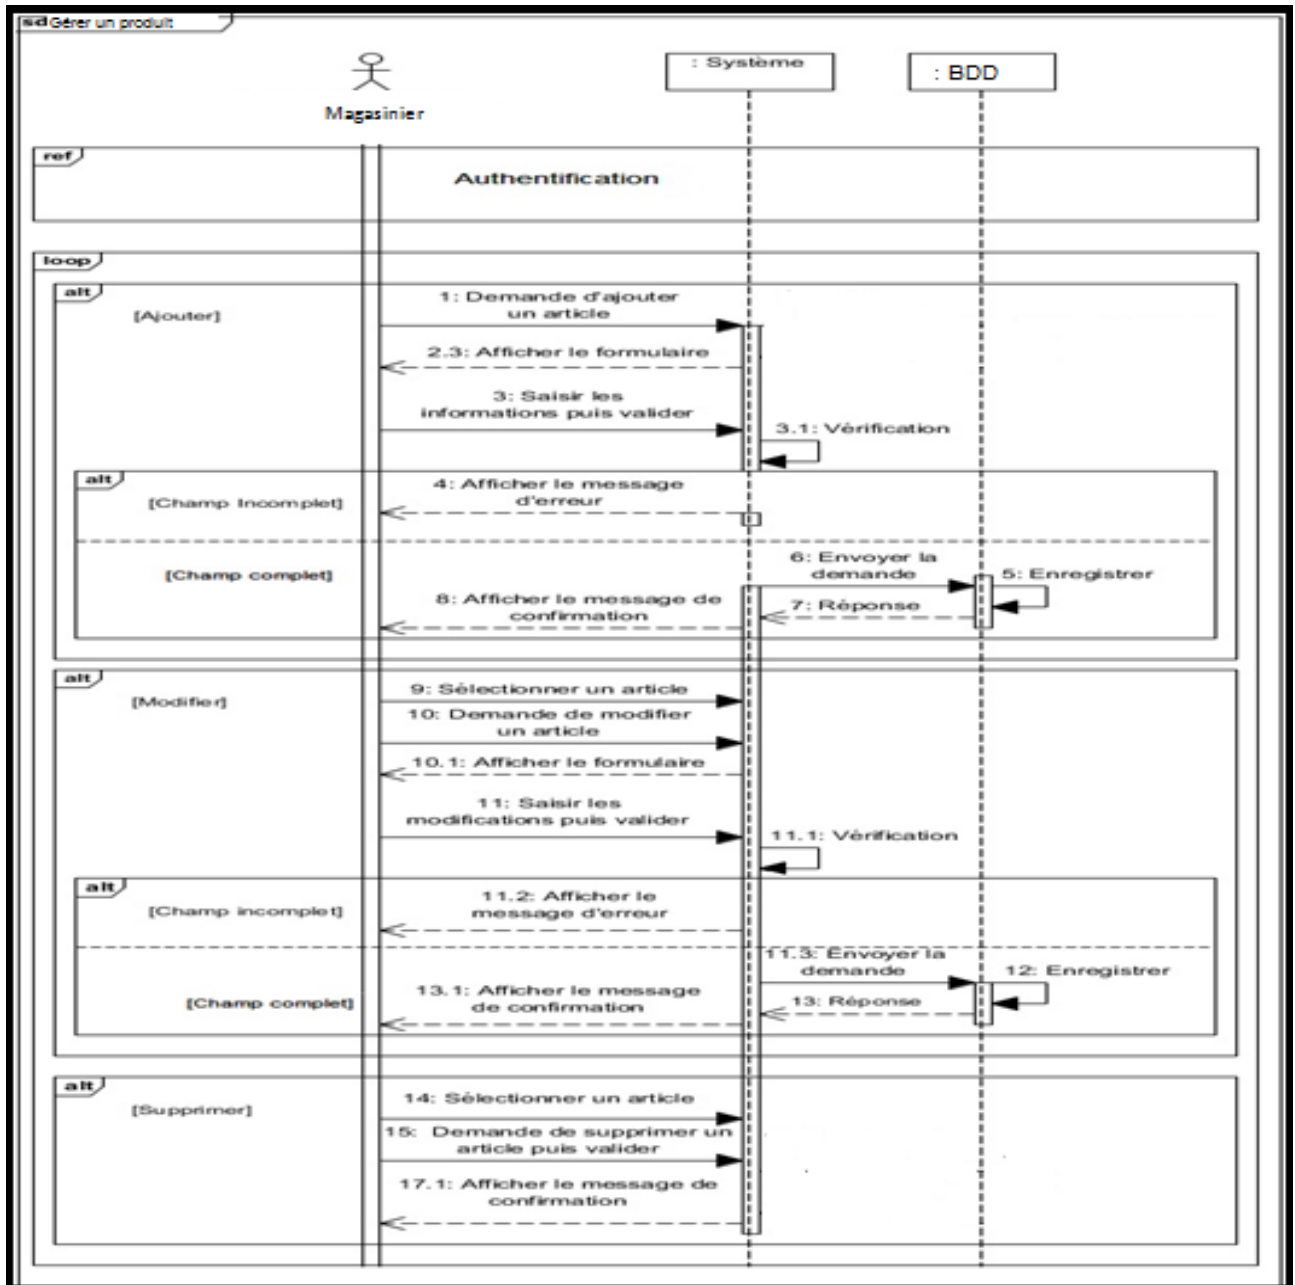 sd Gérer un produit
: Système
: BDD
Magasinier
ref
Authentification
loop
alt
[Ajouter]
1: Demande d'ajouter
un article
2.3: Afficher le formulaire
3: Saisir les
informations puis valider
3.1: Vérification
alt
[Champ Incomplet]
4: Afficher le message
d'erreur
[Champ complet]
6: Envoyer la
demande
5: Enregistrer
8: Afficher le message de
confirmation
7: Réponse
alt
[Modifier]
9: Sélectionner un article
10: Demande de modifier
un article
10.1: Afficher le formulaire
11: Saisir les
modifications puis valider
11.1: Vérification
alt
[Champ incomplet]
11.2: Afficher le
message d'erreur
[Champ complet]
11.3: Envoyer la
demande
12: Enregistrer
13.1: Afficher le message
de confirmation
13: Réponse
alt
[Supprimer]
14: Sélectionner un article
15: Demande de supprimer un
article puis valider
17.1: Afficher le message de
confirmation